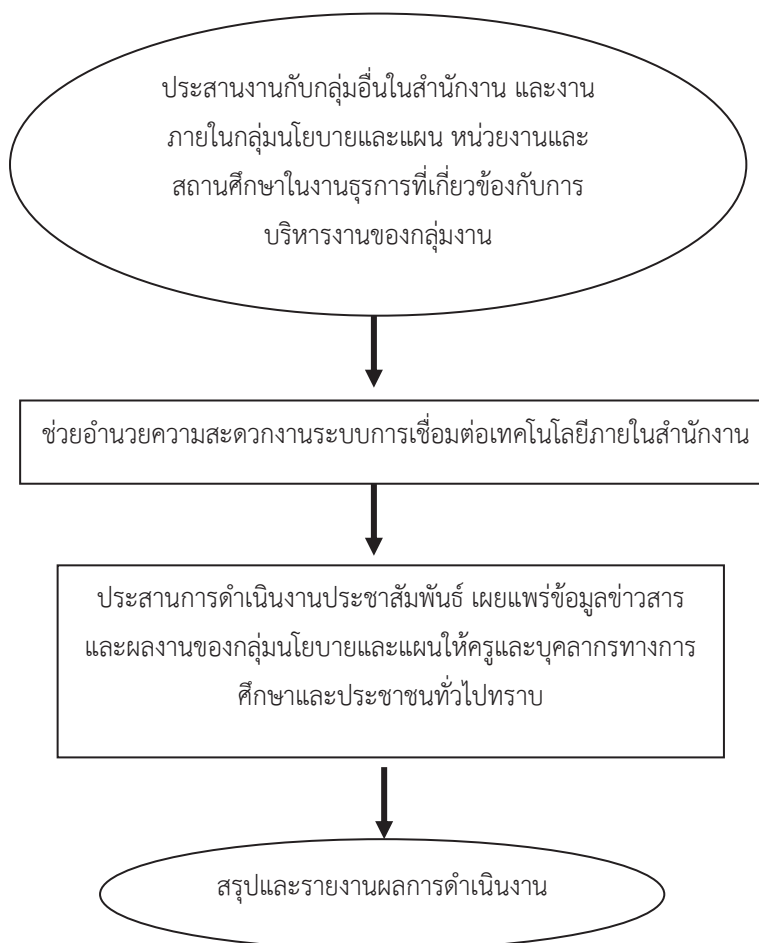 ประสานงานกับกลุ่มอื่นในสำนักงาน และงาน
ภายในกลุ่มนโยบายและแผน หน่วยงานและ
สถานศึกษาในงานธุรการที่เกี่ยวข้องกับการ
บริหารงานของกลุ่มงาน
ช่วยอำนวยความสะดวกงานระบบการเชื่อมต่อเทคโนโลยีภายในสำนักงาน
ประสานการดำเนินงานประชาสัมพันธ์ เผยแพร่ข้อมูลข่าวสาร
และผลงานของกลุ่มนโยบายและแผนให้ครูและบุคลากรทางการ
ศึกษาและประชาชนทั่วไปทราบ
สรุปและรายงานผลการดำเนินงาน